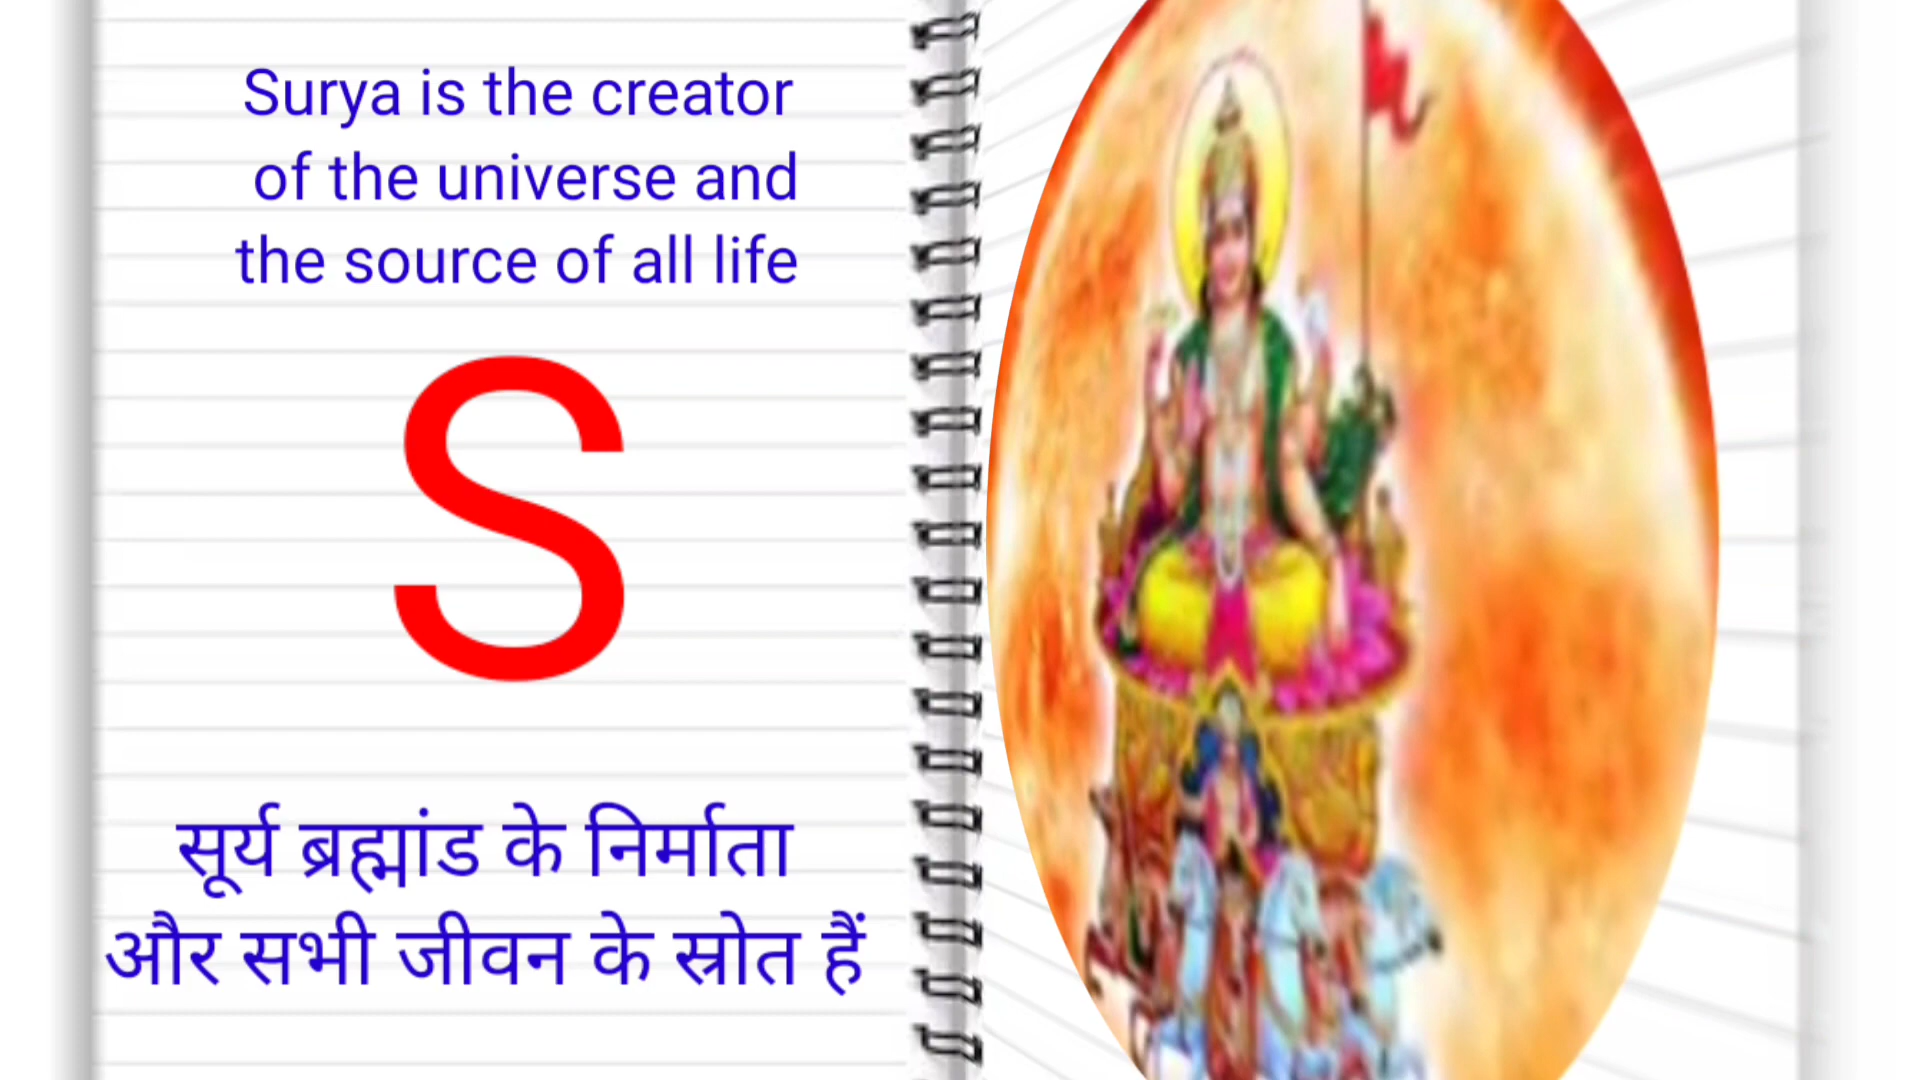 Surya is the creator
of the universe and
the source of all life
S
सूर्य ब्रह्मांड के निर्माता
और सभी जीवन के स्रोत हैं